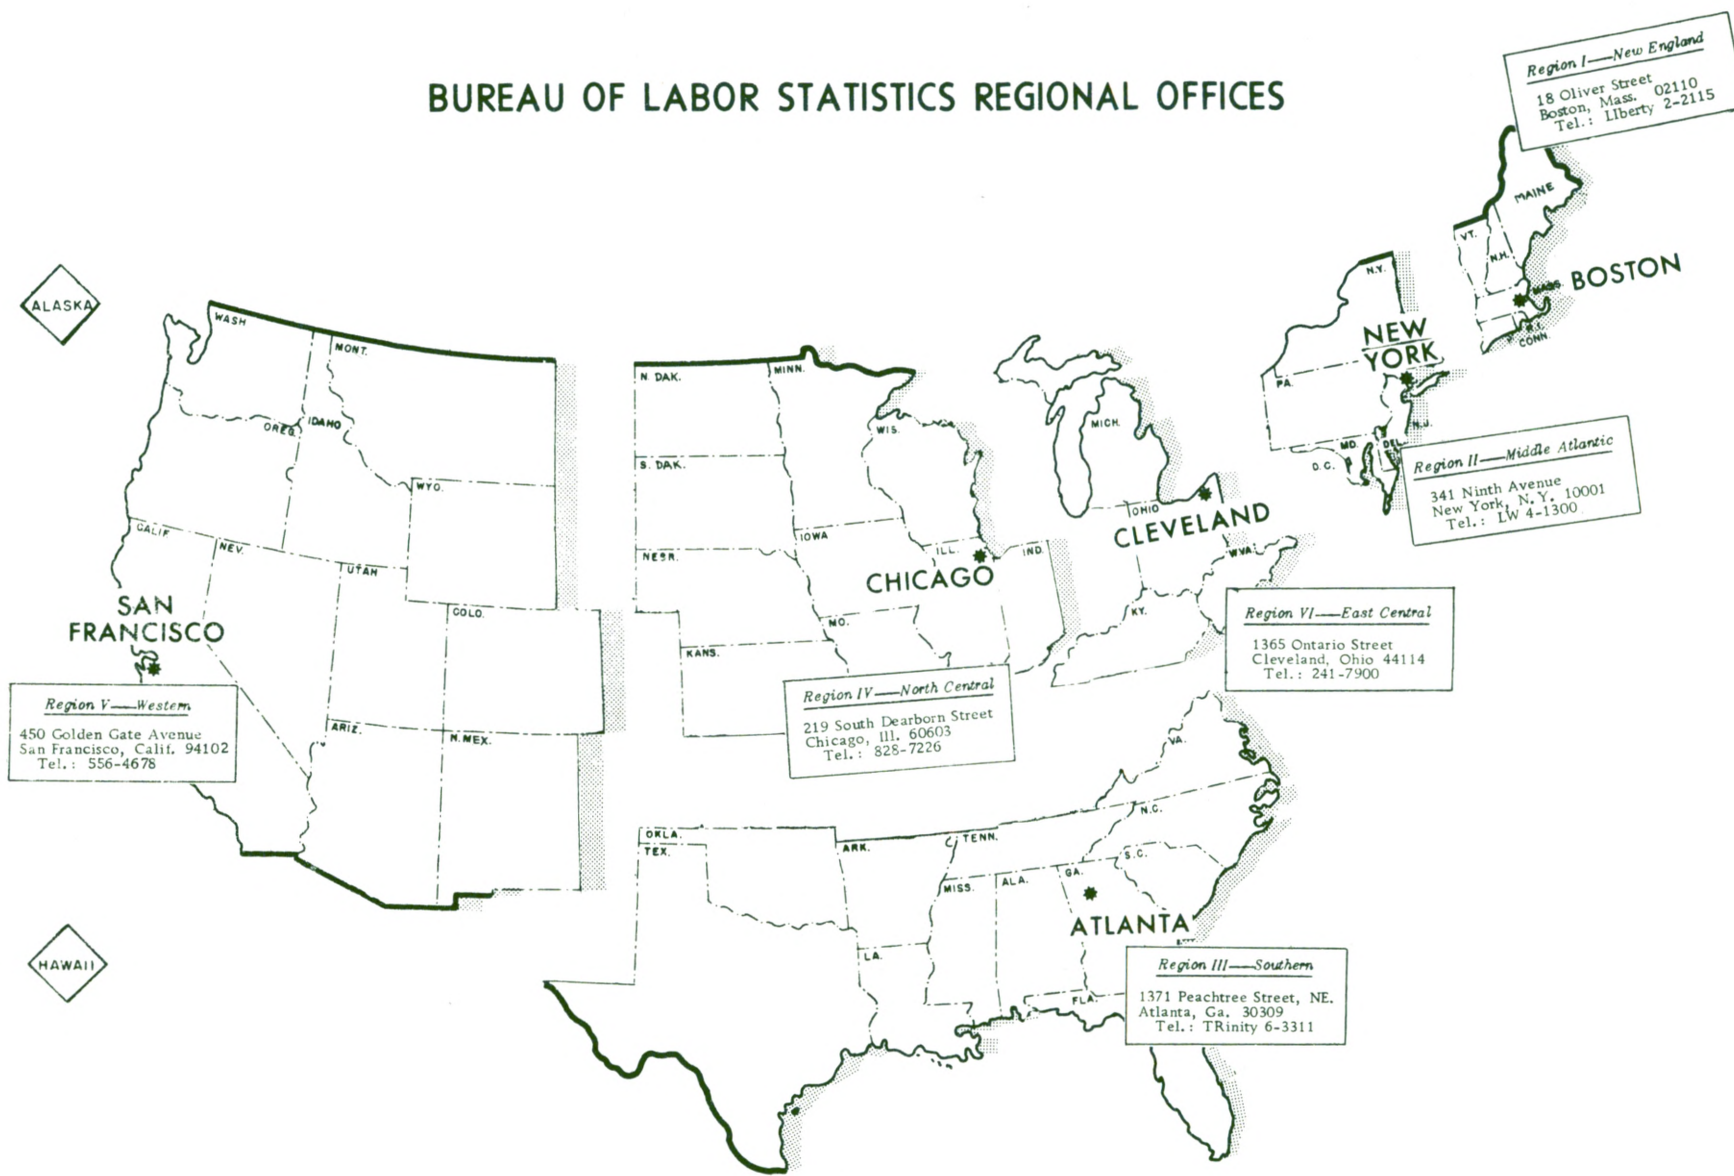 BUREAU OF LABOR STATISTICS REGIONAL OFFICES
Region I—New England
18 Oliver Street
Boston, Mass. 02110
Tel.: LIberty 2-2115
MAINE
VT.
N.H.
MASS.
BOSTON
R.I.
CONN.
ALASKA
WASH
MONT.
OREG.
IDAHO
WYO.
CALIF
NEV.
UTAH
COLO.
SAN
FRANCISCO
Region V—Western
450 Golden Gate Avenue
San Francisco, Calif. 94102
Tel.: 556-4678
ARIZ.
N.MEX.
HAWAII
N. DAK.
MINN.
S. DAK.
WIS.
MICH.
NEBR.
IOWA
ILL.
IND.
CHICAGO
MO.
KANS.
Region IV—North Central
219 South Dearborn Street
Chicago, Ill. 60603
Tel.: 828-7226
N.Y.
NEW
YORK
PA.
N.J.
MD.
DEL.
D.C.
Region II—Middle Atlantic
341 Ninth Avenue
New York, N.Y. 10001
Tel.: LW 4-1300
OHIO
CLEVELAND
W.VA.
KY.
Region VI—East Central
1365 Ontario Street
Cleveland, Ohio 44114
Tel.: 241-7900
VA.
N.C.
OKLA.
TEX.
ARK.
TENN.
S.C.
MISS.
ALA.
GA.
ATLANTA
LA.
FLA.
Region III—Southern
1371 Peachtree Street, NE.
Atlanta, Ga. 30309
Tel.: TRinity 6-3311